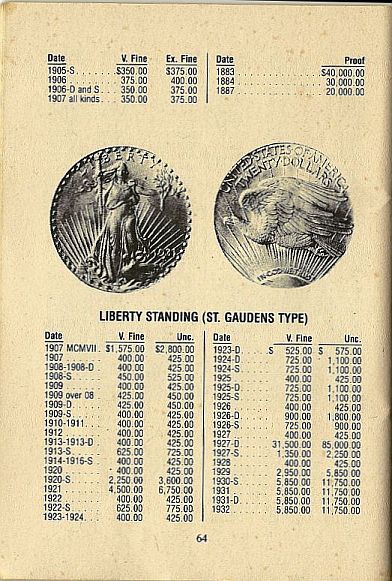 Date V. Fine Ex. Fine
1905-S $350.00 $375.00
1906 375.00 400.00
1906-D and S 350.00 375.00
1907 all kinds 350.00 375.00
Date Proof
1883 $40,000.00
1884 30,000.00
1887 20,000.00
LIBERTY
UNITED STATES OF AMERICA
TWENTY DOLLARS
IN GOD WE TRUST
LIBERTY STANDING (ST. GAUDENS TYPE)
Date V. Fine Unc.
1907 MCMVII $1,575.00 $2,800.00
1907 400.00 425.00
1908-1908-D 400.00 425.00
1908-S 450.00 525.00
1909 400.00 425.00
1909 over 08 425.00 450.00
1909-D 425.00 450.00
1909-S 400.00 425.00
1910-1911 400.00 425.00
1912 400.00 425.00
1913-1913-D 400.00 425.00
1913-S 625.00 725.00
1914-1916-S 400.00 425.00
1920 400.00 425.00
1920-S 2,250.00 3,600.00
1921 4,500.00 6,750.00
1922 400.00 425.00
1922-S 625.00 775.00
1923-1924 400.00 425.00
Date V. Fine Unc.
1923-D $ 525.00 $ 575.00
1924-D 725.00 1,100.00
1924-S 725.00 1,100.00
1925 400.00 425.00
1925-D 725.00 1,100.00
1925-S 725.00 1,100.00
1926 400.00 425.00
1926-D 900.00 1,800.00
1926-S 725.00 900.00
1927 400.00 425.00
1927-D 31,500.00 85,000.00
1927-S 1,350.00 2,250.00
1928 400.00 425.00
1929 2,950.00 5,850.00
1930-S 5,850.00 11,750.00
1931 5,850.00 11,750.00
1931-D 5,850.00 11,750.00
1932 5,850.00 11,750.00
64